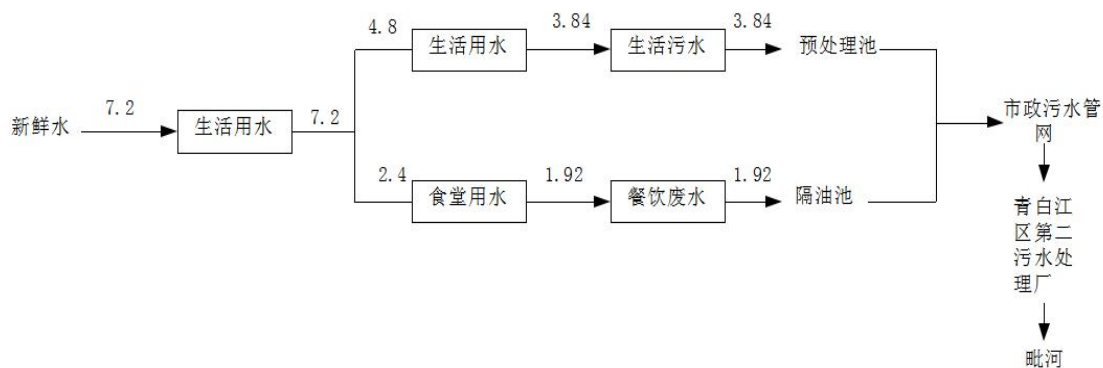 4.8
生活用水
3.84
生活污水
3.84
预处理池
新鲜水
7.2
生活用水
7.2
市政污水管
网
2.4
食堂用水
1.92
餐饮废水
1.92
隔油池
青白江
区第二
污水处
理厂
毗河